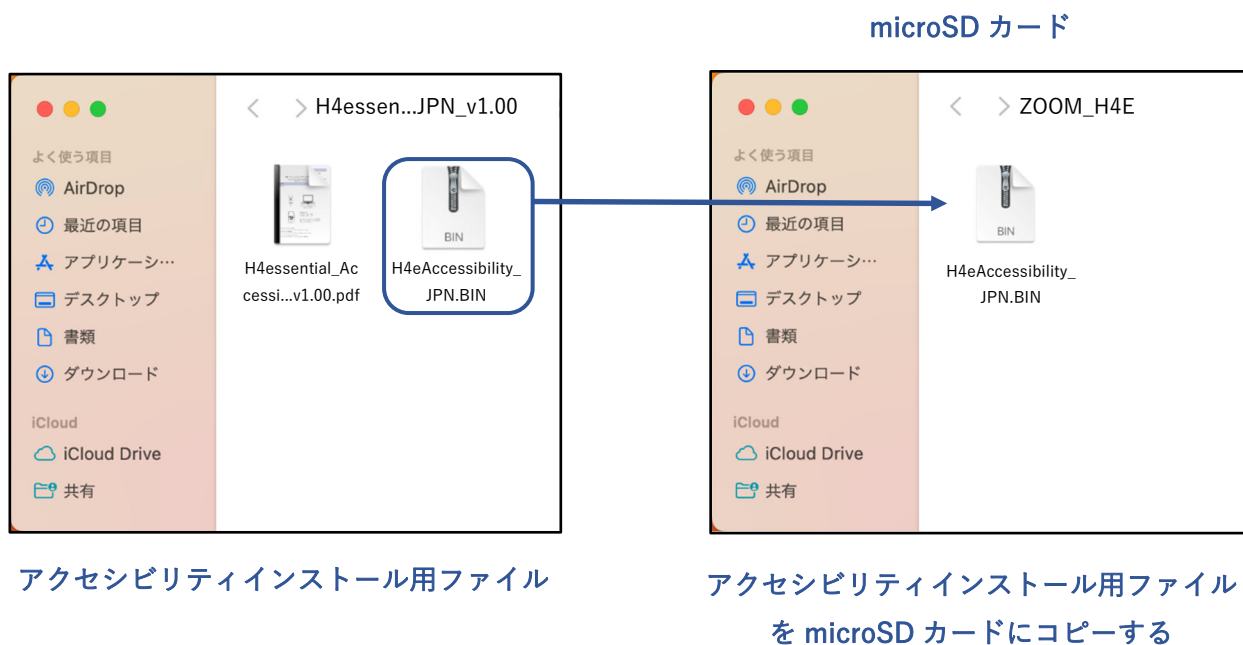 microSD カード
H4essen...JPN_v1.00
よく使う項目
AirDrop
最近の項目
アプリケーシ…
デスクトップ
書類
ダウンロード
iCloud
iCloud Drive
共有
H4essential_Ac
cessi...v1.00.pdf
BIN
H4eAccessibility_
JPN.BIN
ZOOM_H4E
よく使う項目
AirDrop
最近の項目
アプリケーシ…
デスクトップ
書類
ダウンロード
iCloud
iCloud Drive
共有
BIN
H4eAccessibility_
JPN.BIN
アクセシビリティインストール用ファイル
アクセシビリティインストール用ファイル
を microSD カードにコピーする